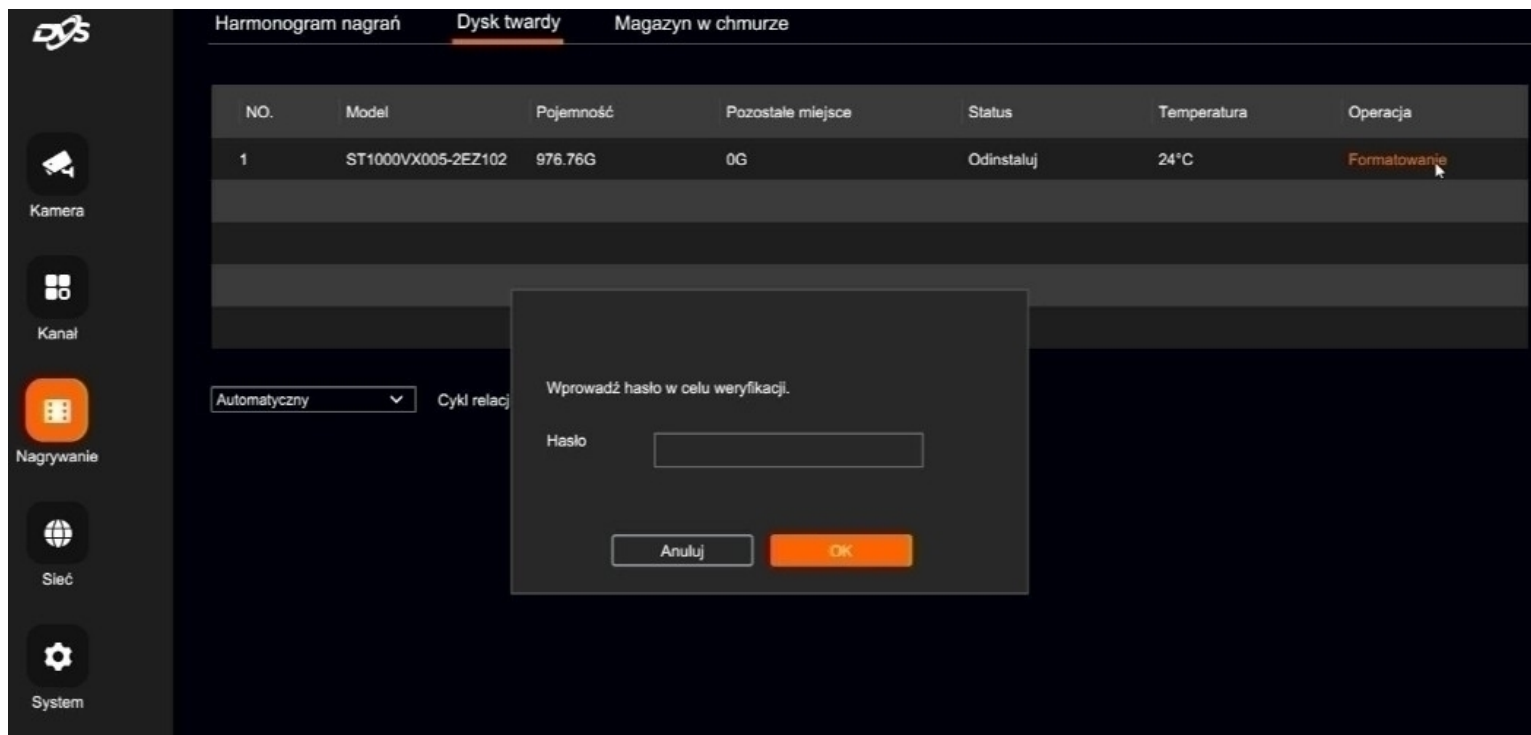 DVS
Harmonogram nagrań Dysk twardy Magazyn w chmurze
NO. Model Pojemność Pozostałe miejsce Status Temperatura Operacja
1 ST1000VX005-2EZ102 976.76G 0G Odinstaluj 24°C Formatowanie
Kamera
Kanał
Automatyczny Cykl relacj
Wprowadź hasło w celu weryfikacji.
Hasło
Nagrywanie
Anuluj OK
Sieć
System